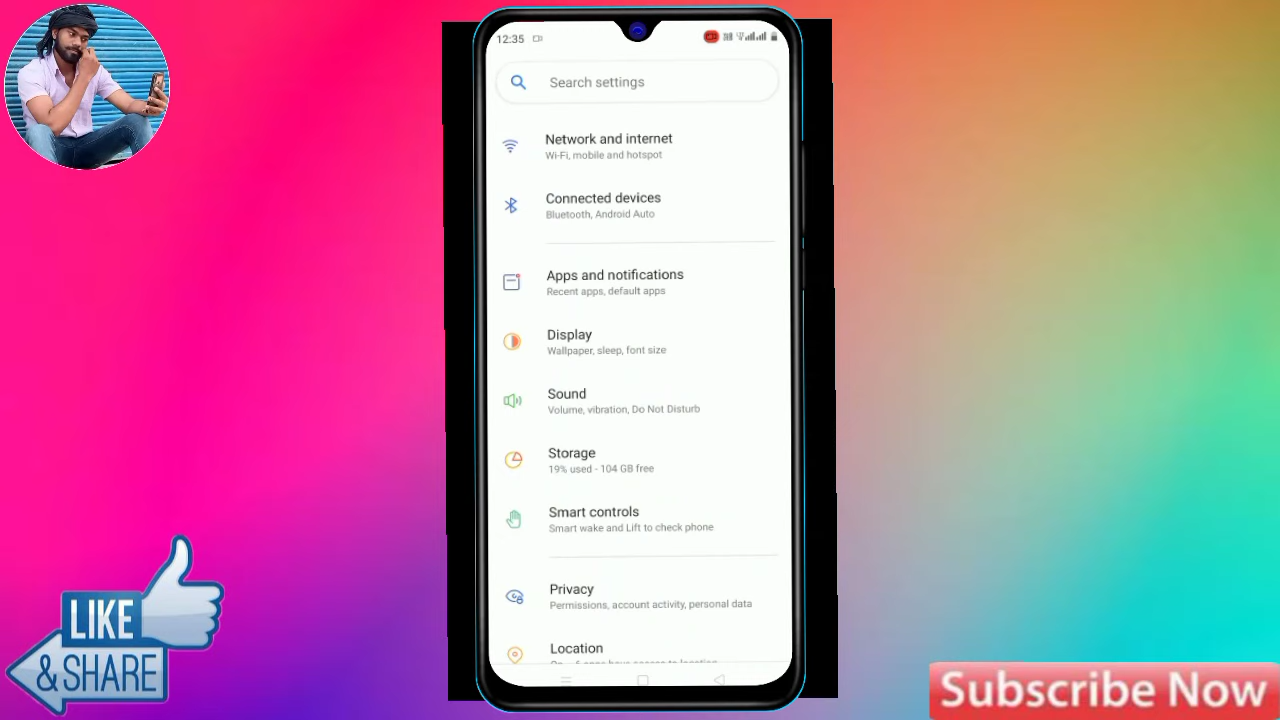 12:35
Search settings
Network and internet
Wi-Fi, mobile and hotspot
Connected devices
Bluetooth, Android Auto
Apps and notifications
Recent apps, default apps
Display
Wallpaper, sleep, font size
Sound
Volume, vibration, Do Not Disturb
Storage
19% used - 104 GB free
Smart controls
Smart wake and Lift to check phone
Privacy
Permissions, account activity, personal data
Location
LIKE
& SHARE
Subscribe Now